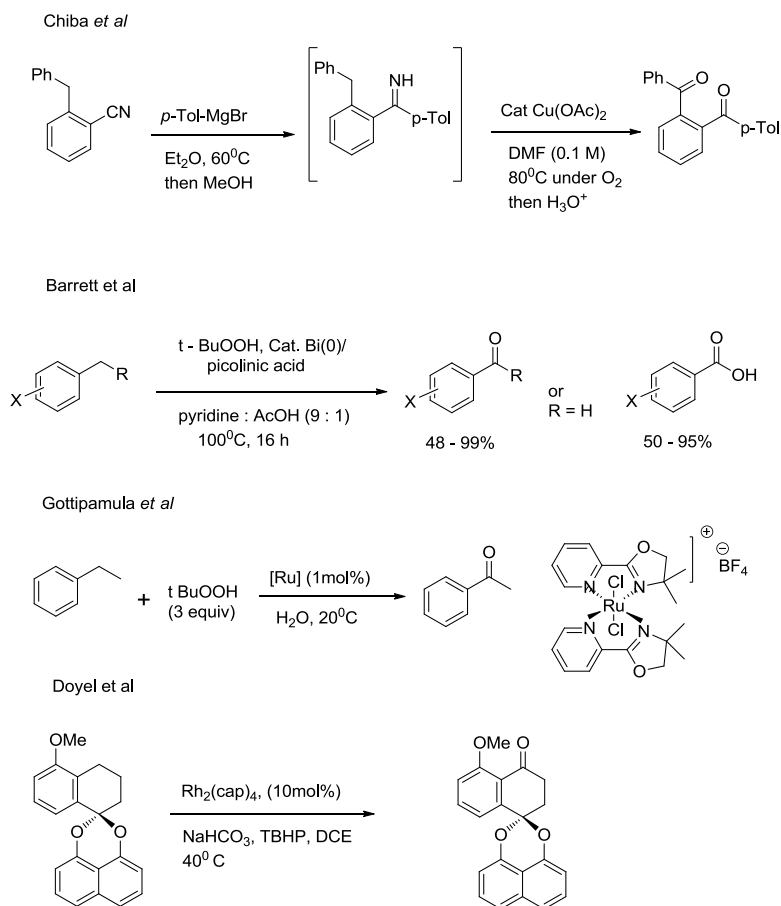 Chiba et al
Ph
CN
p-Tol-MgBr
Et2O, 60⁰C
then MeOH
Ph NH
p-Tol
Cat Cu(OAc)2
DMF (0.1 M)
80⁰C under O2
then H3O⁺
Ph O
O
p-Tol
Barrett et al
X
R
t - BuOOH, Cat. Bi(0)/
picolinic acid
pyridine : AcOH (9 : 1)
100⁰C, 16 h
O
R
X
48 - 99%
or
R = H
O
OH
X
50 - 95%
Gottipamula et al
+
t BuOOH
(3 equiv)
[Ru] (1mol%)
H2O, 20⁰C
O
O
N N
Cl
Ru
Cl
N N
O
+
−
BF4
Doyel et al
OMe
O O
Rh2(cap)4, (10mol%)
NaHCO3, TBHP, DCE
40⁰ C
OMe O
O O